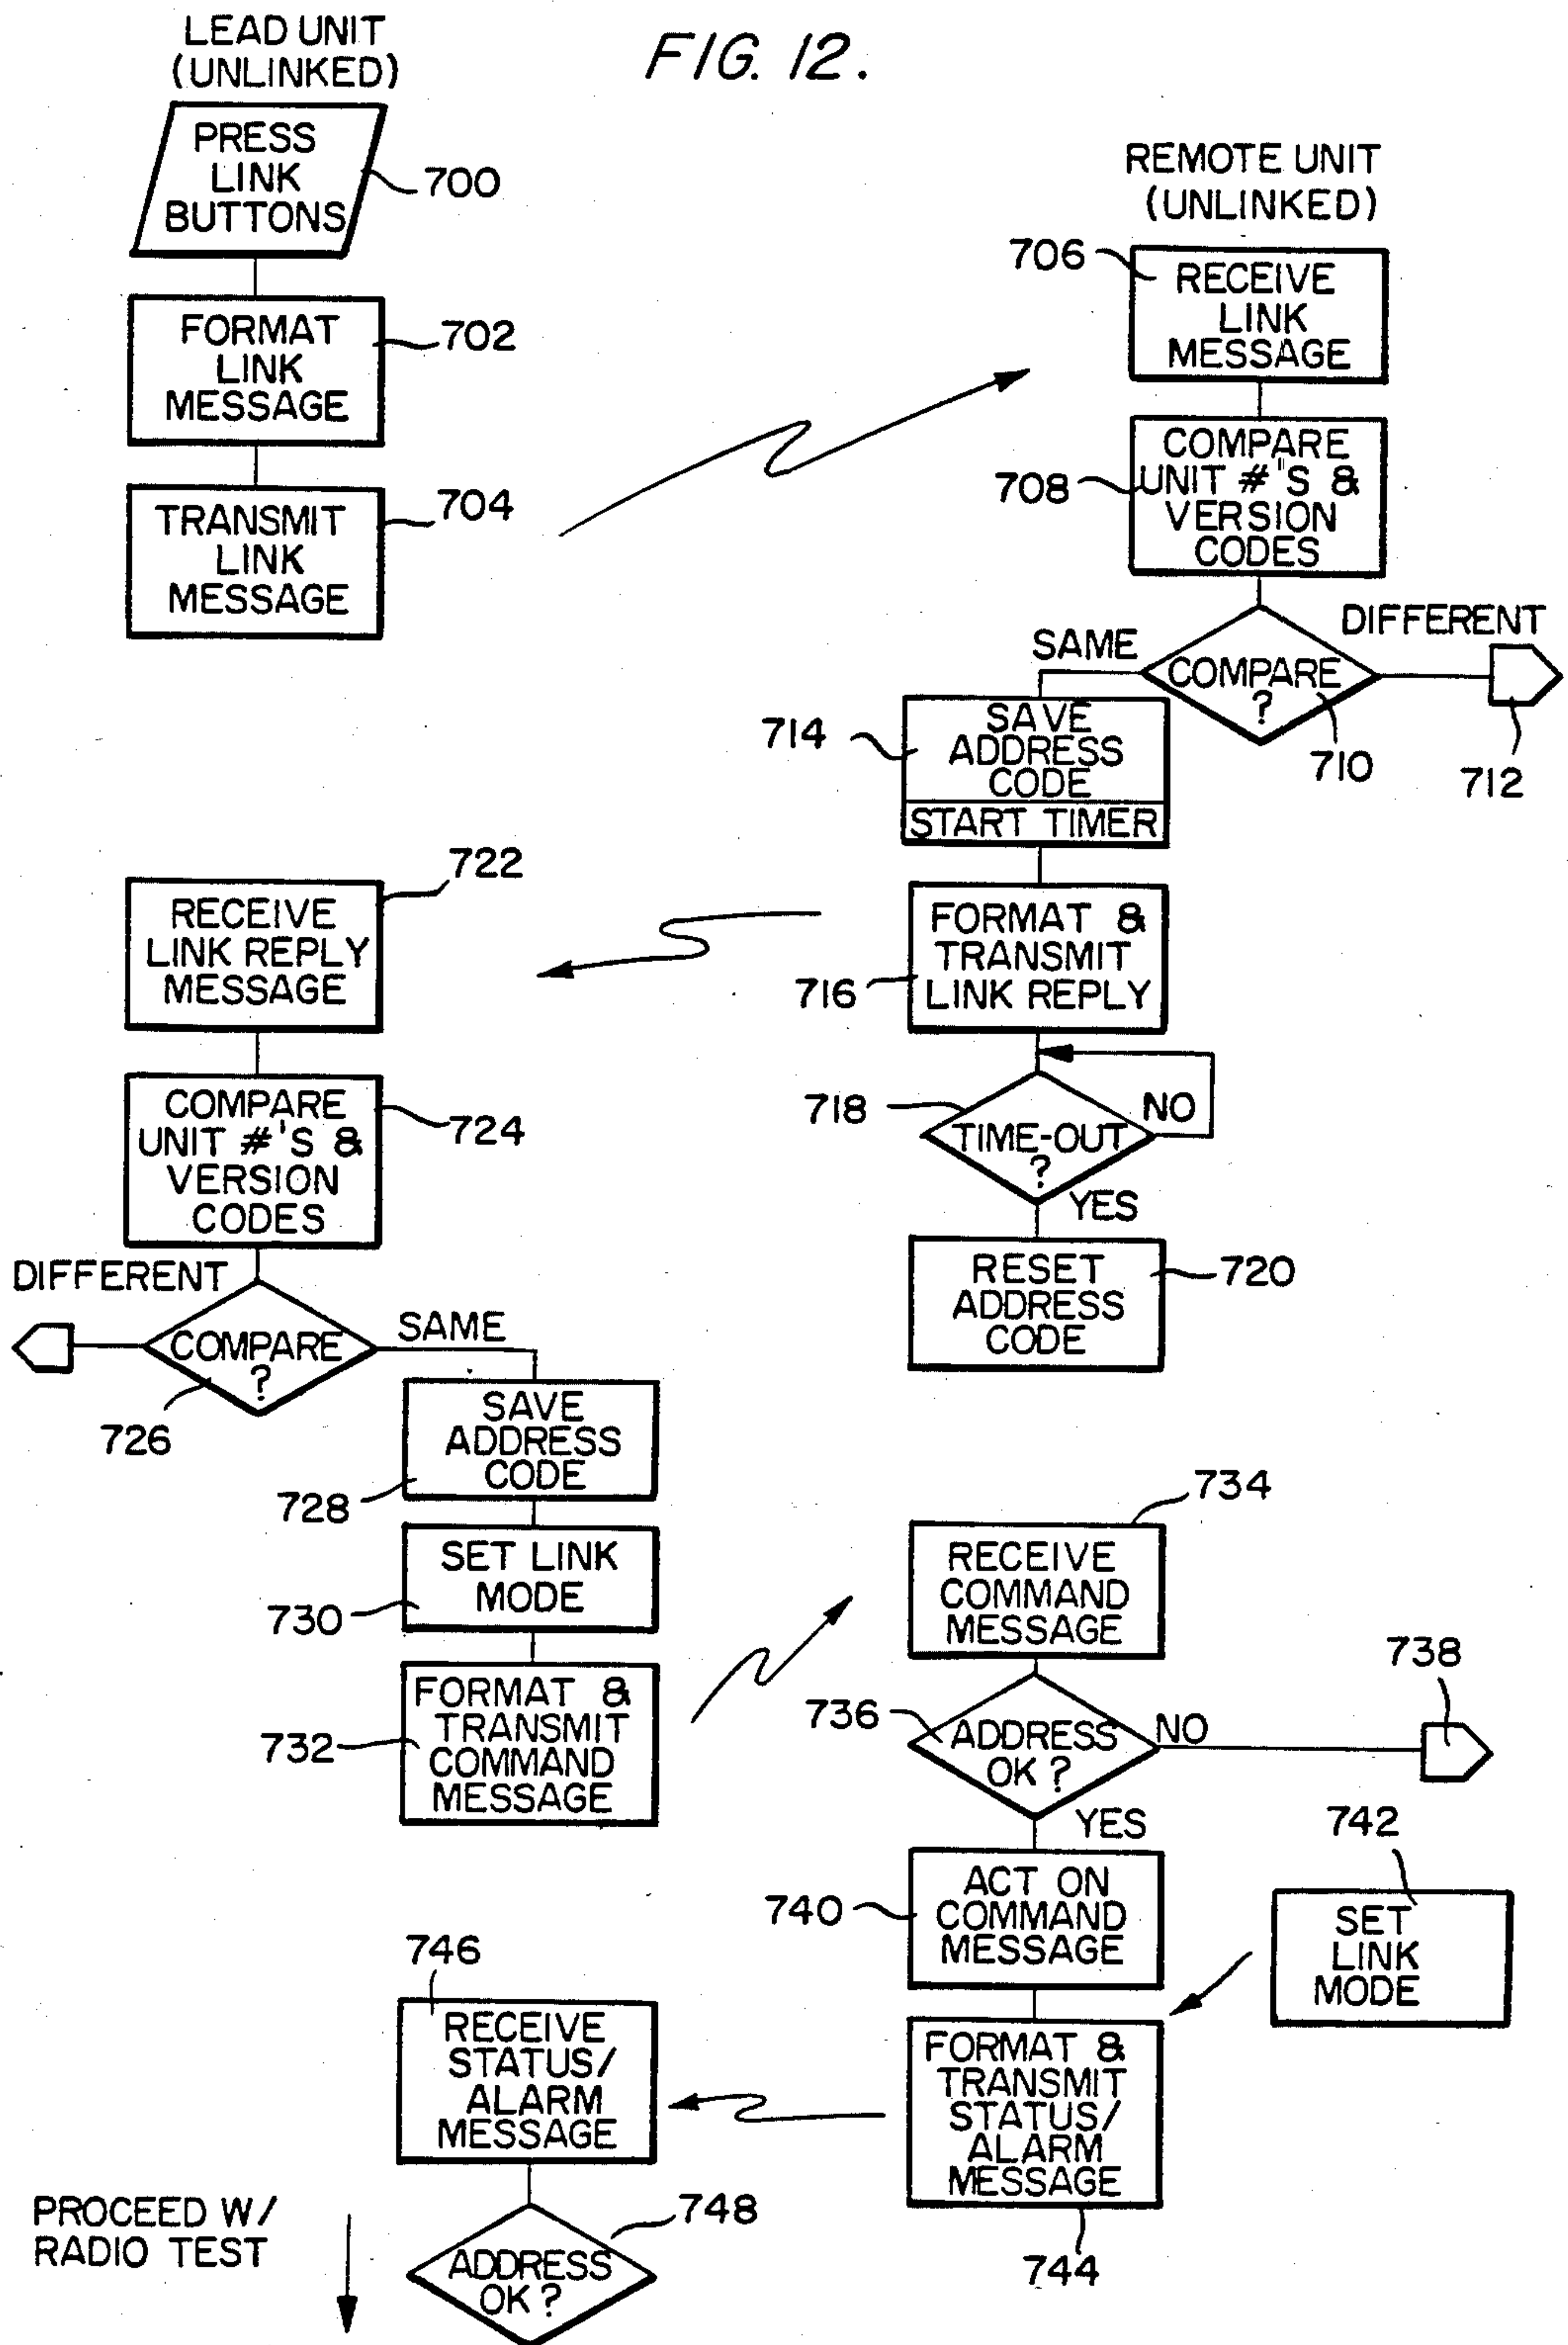 FIG. 12.
LEAD UNIT
(UNLINKED)
PRESS
LINK
BUTTONS
700
FORMAT
LINK
MESSAGE
702
TRANSMIT
LINK
MESSAGE
704
REMOTE UNIT
(UNLINKED)
706
RECEIVE
LINK
MESSAGE
708
COMPARE
UNIT #'S &
VERSION
CODES
SAME
DIFFERENT
COMPARE
?
710
712
714
SAVE
ADDRESS
CODE
START TIMER
716
FORMAT &
TRANSMIT
LINK REPLY
718
TIME-OUT
?
NO
YES
RESET
ADDRESS
CODE
720
722
RECEIVE
LINK REPLY
MESSAGE
COMPARE
UNIT #'S &
VERSION
CODES
724
DIFFERENT
COMPARE
?
SAME
726
SAVE
ADDRESS
CODE
728
SET LINK
MODE
730
FORMAT &
TRANSMIT
COMMAND
MESSAGE
732
734
RECEIVE
COMMAND
MESSAGE
736
ADDRESS
OK?
NO
738
YES
740
ACT ON
COMMAND
MESSAGE
742
SET
LINK
MODE
FORMAT &
TRANSMIT
STATUS/
ALARM
MESSAGE
744
746
RECEIVE
STATUS/
ALARM
MESSAGE
748
ADDRESS
OK?
PROCEED W/
RADIO TEST